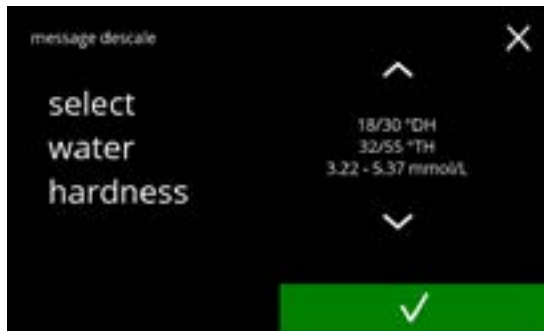 message descale
select
water
hardness
18/30 °DH
32/55 °TH
3.22 - 5.37 mmol/L